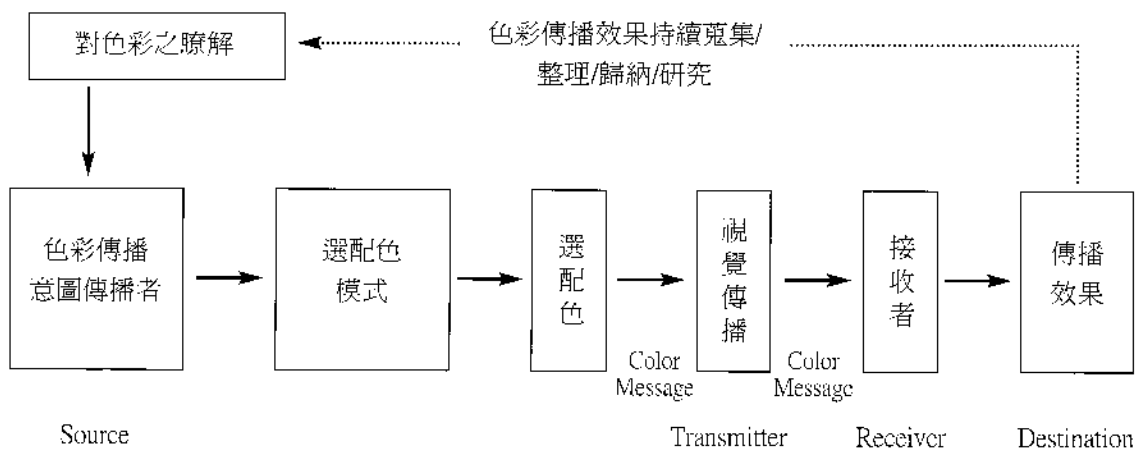 對色彩之瞭解
色彩傳播效果持續蒐集/
整理/歸納/研究
色彩傳播
意圖傳播者
選配色
模式
選配色
視覺傳播
接收者
傳播
效果
Color
Message
Color
Message
Source
Transmitter
Receiver
Destination